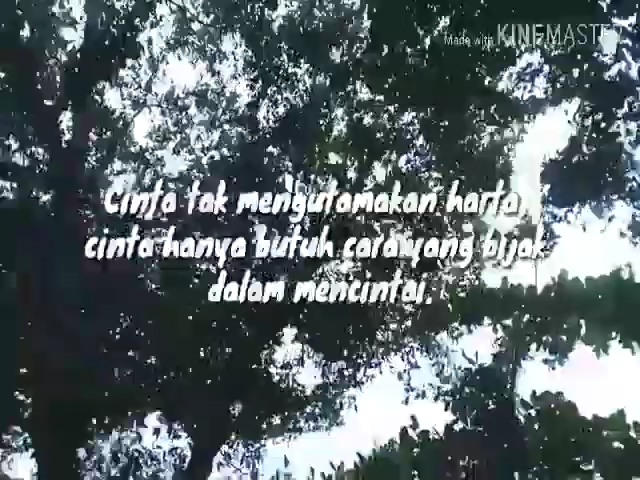 Made with KINEMASTER
Cinta tak mengutamakan harta,
cinta hanya butuh cara yang bijak
dalam mencintai.